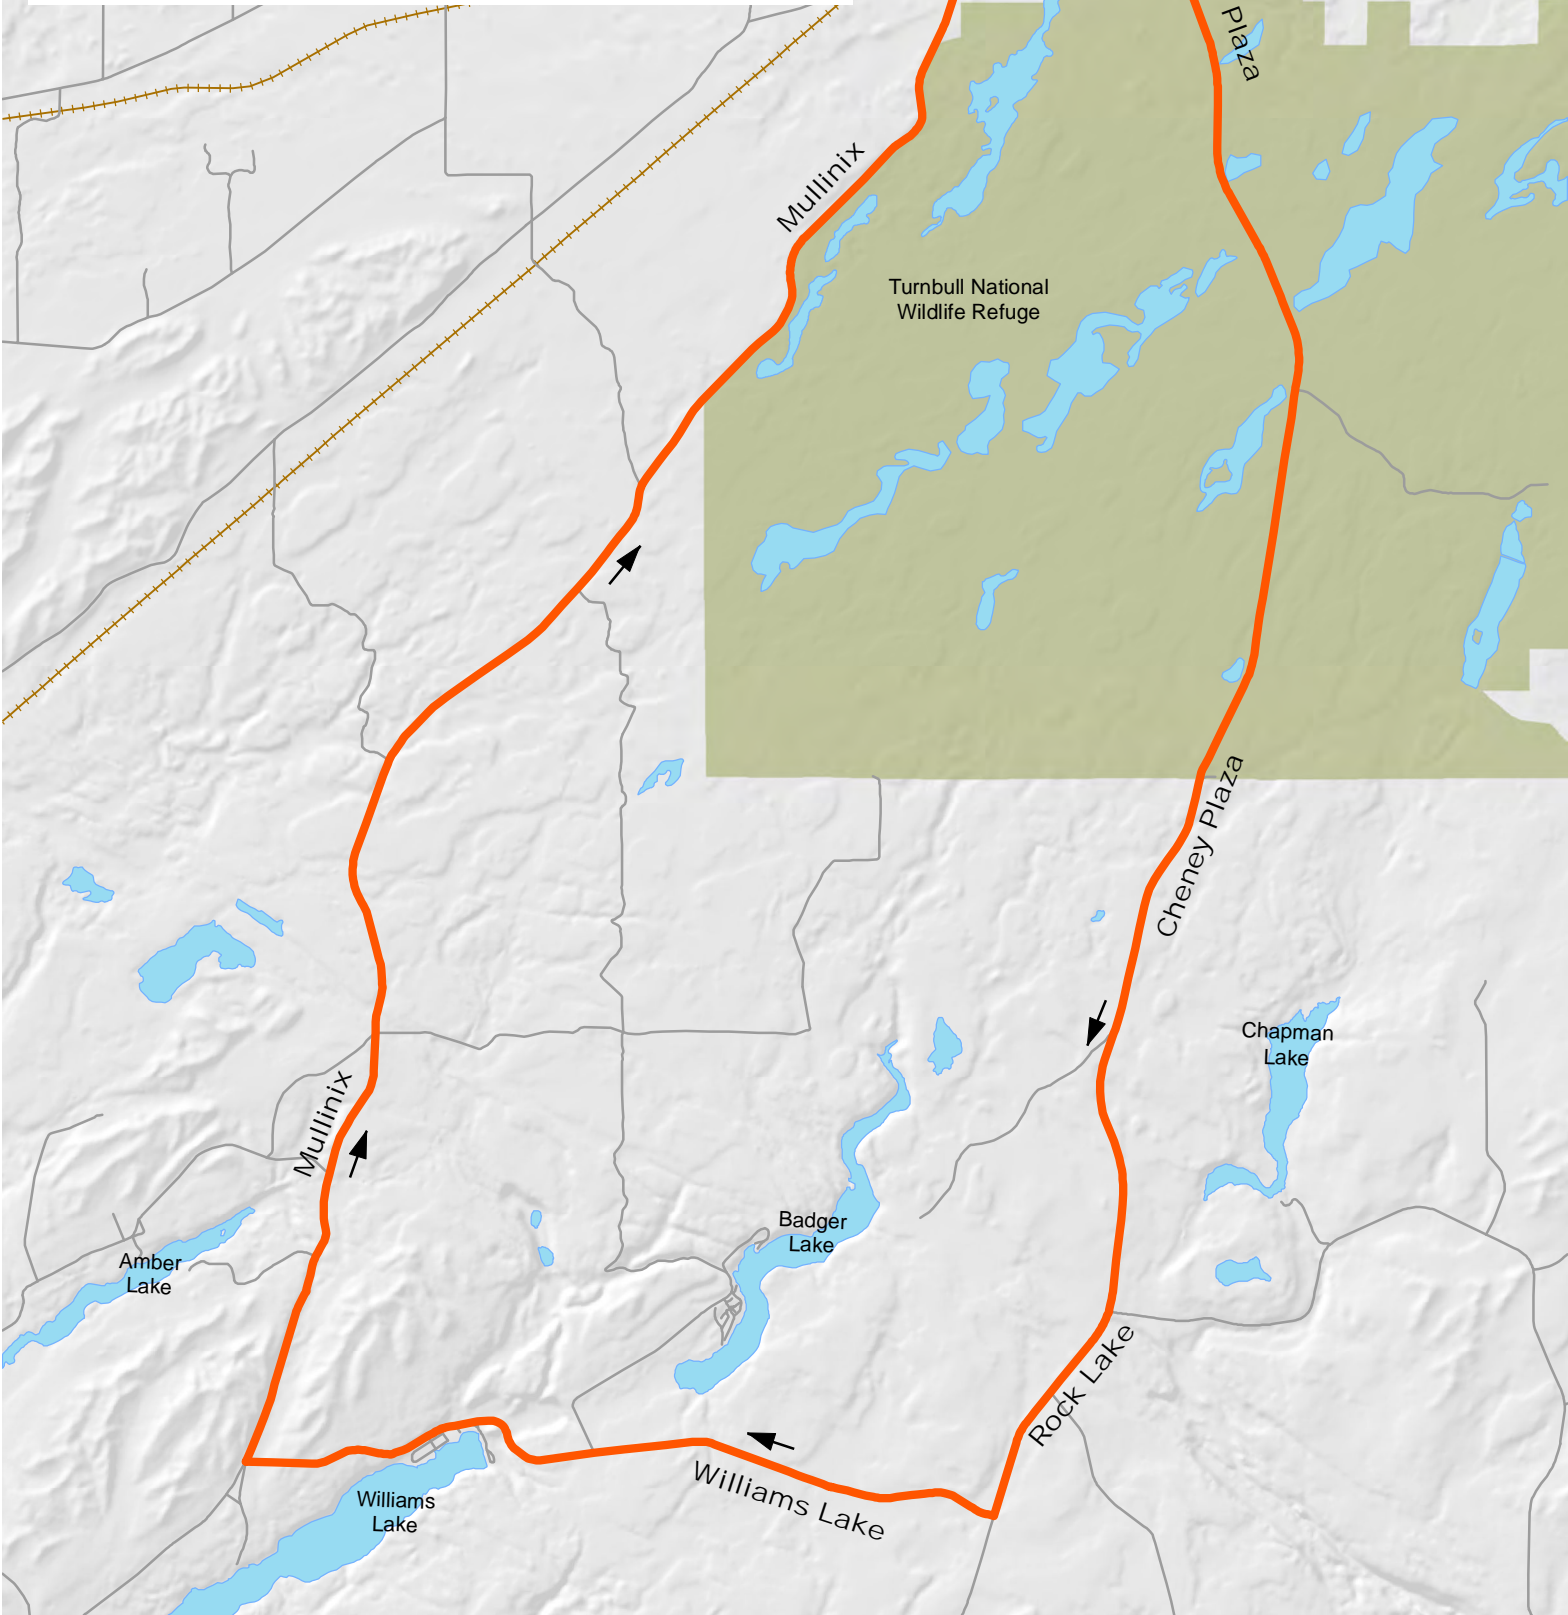 Plaza
Mullinix
Turnbull National
Wildlife Refuge
Cheney Plaza
Chapman
Lake
Mullinix
Badger
Lake
Amber
Lake
Rock Lake
Williams Lake
Williams
Lake